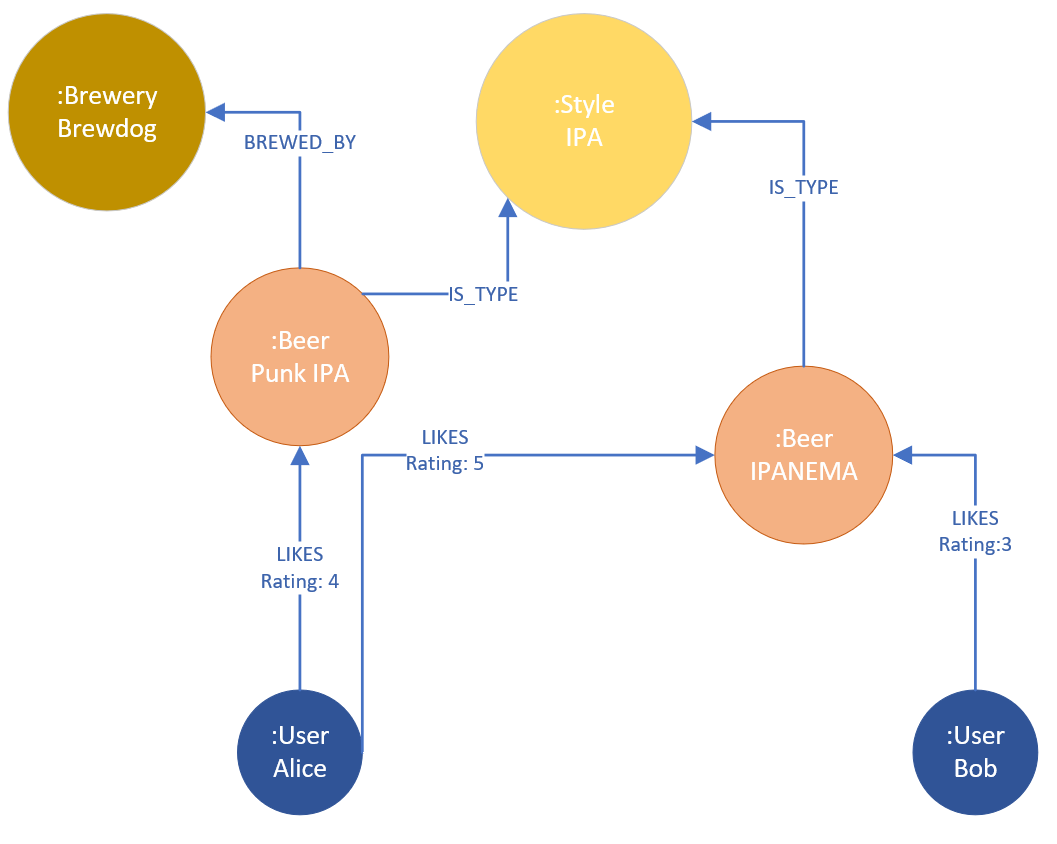 :Brewery
Brewdog
:Style
IPA
BREWED_BY
IS_TYPE
IS_TYPE
:Beer
Punk IPA
LIKES
Rating: 5
:Beer
IPANEMA
LIKES
Rating: 4
LIKES
Rating:3
:User
Alice
:User
Bob